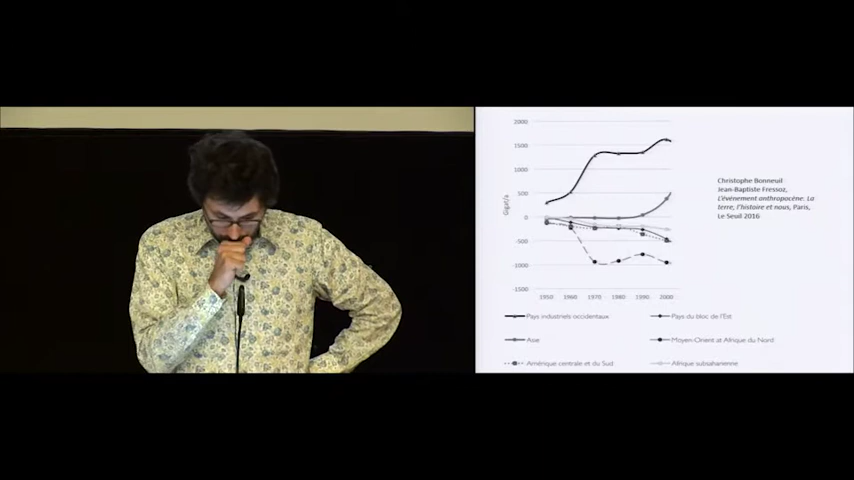 2000
1500
1000
500
0
-500
-1000
-1500
Gigat/s
1950 1960 1970 1980 1990 2000
Christophe Bonneuil
Jean-Baptiste Fressoz,
L'événement anthropocène. La
terre, l'histoire et nous, Paris,
Le Seuil 2016
Pays industriels occidentaux
Pays du bloc de l'Est
Asie
Moyen-Orient at Afrique du Nord
Amérique centrale et du Sud
Afrique subsaharienne